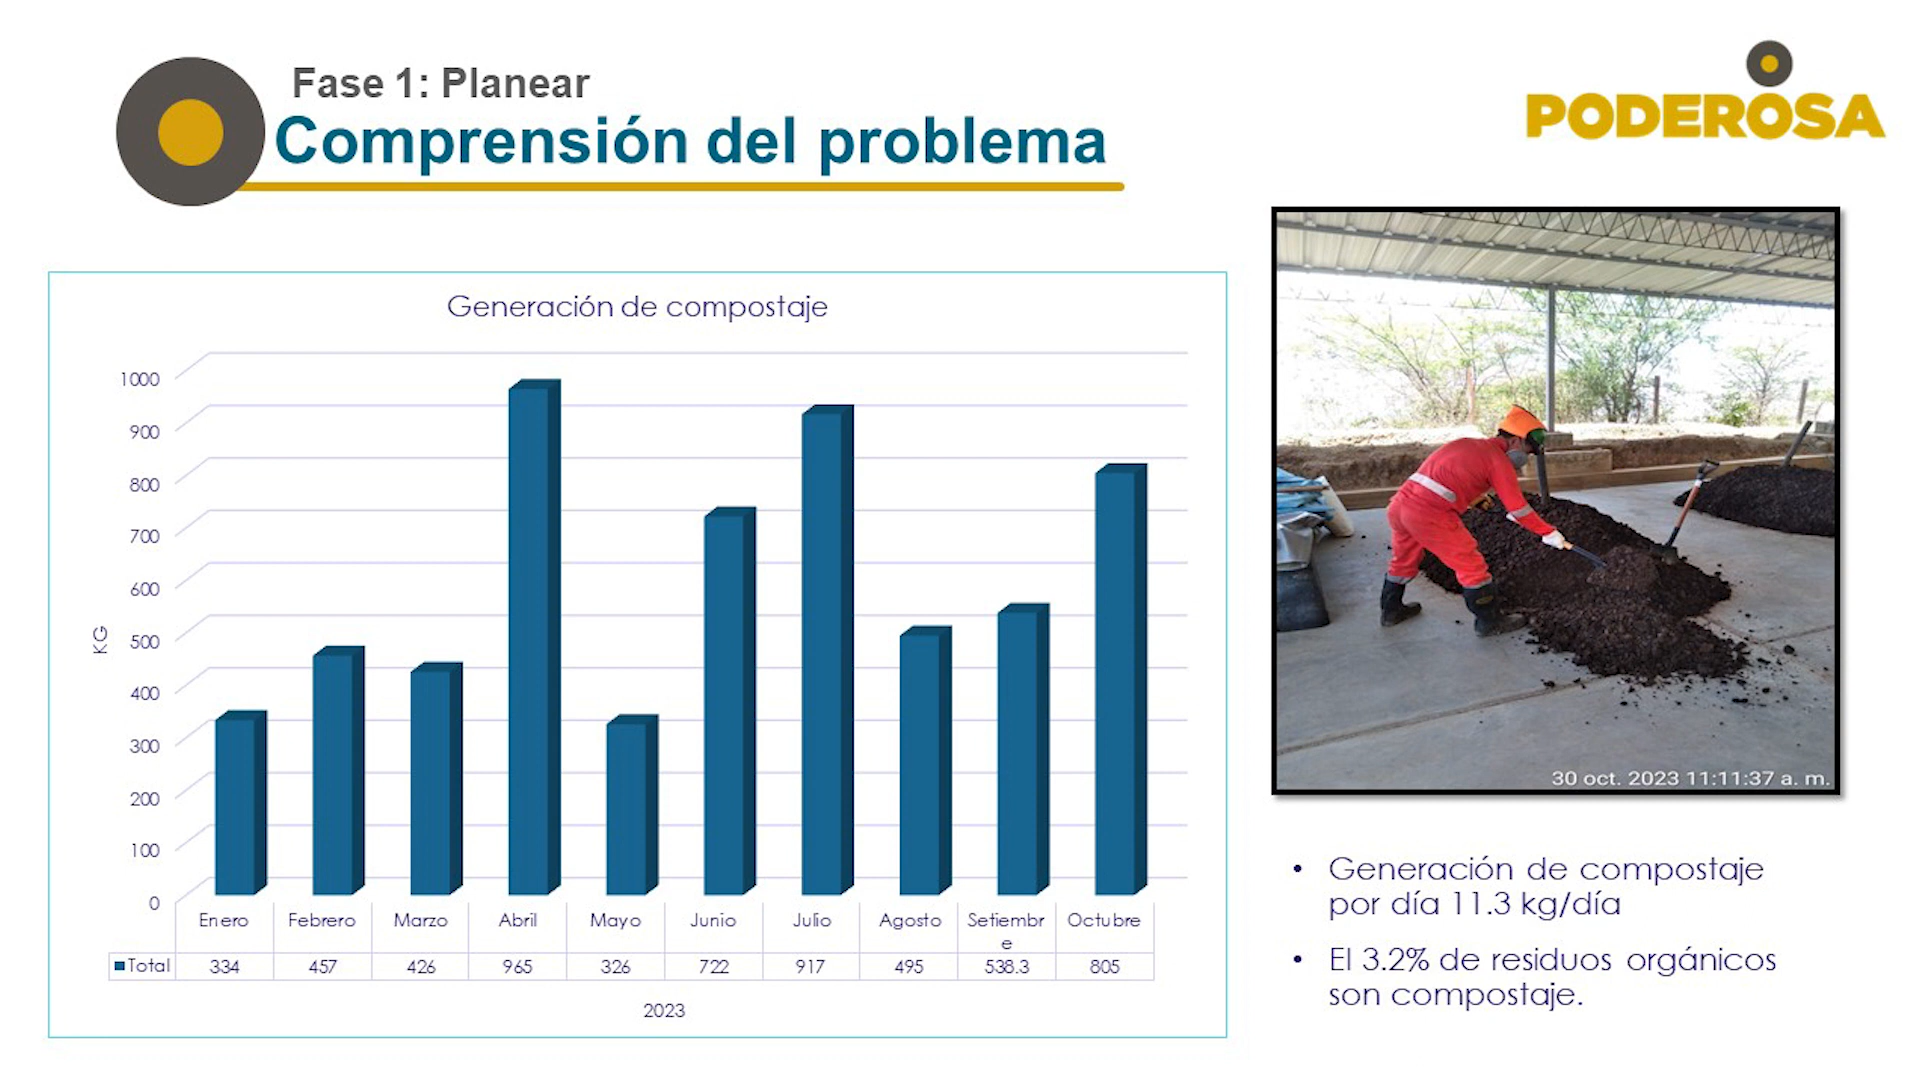 Fase 1: Planear
Comprensión del problema
PODEROSA
Generación de compostaje
1000
900
800
700
600
500
400
300
200
100
0
KG
Enero Febrero Marzo Abril Mayo Junio Julio Agosto Setiembr Octubre
e
Total 334 457 426 965 326 722 917 495 538.3 805
2023
30 oct. 2023 11:11:37 a. m.
• Generación de compostaje
por día 11.3 kg/día
• El 3.2% de residuos orgánicos
son compostaje.